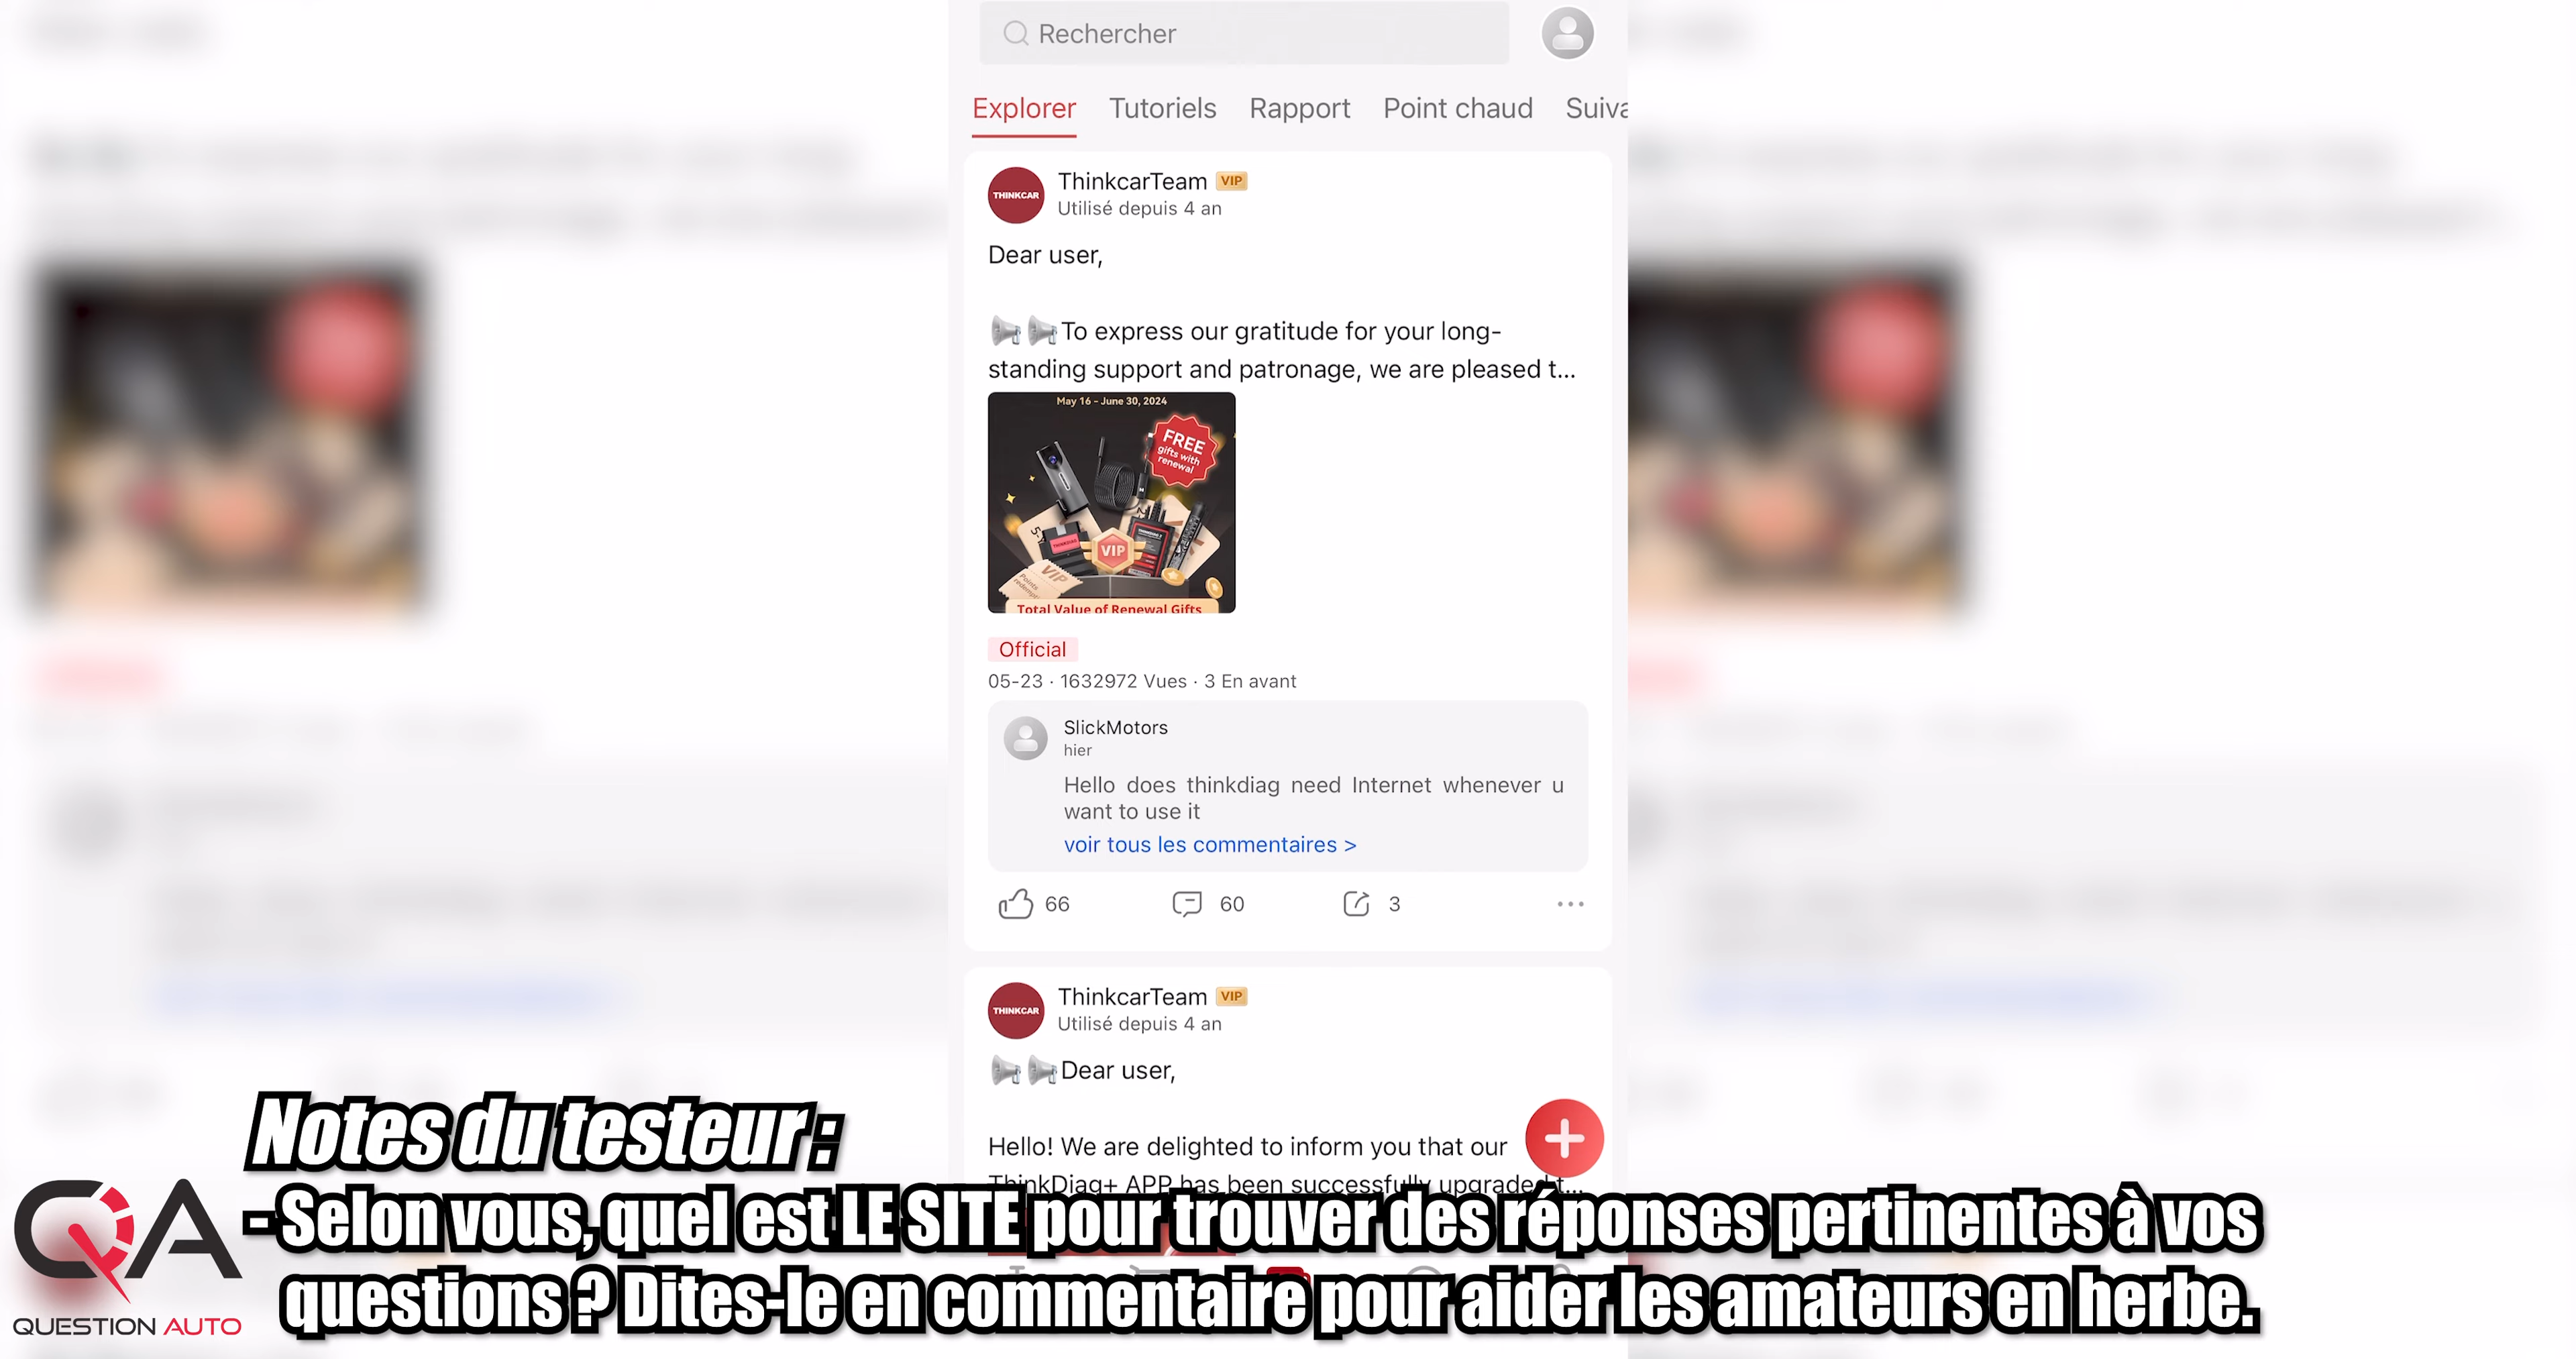 Rechercher
Explorer Tutoriels Rapport Point chaud Suiva
THINKCAR
ThinkcarTeam VIP
Utilisé depuis 4 an
Dear user,
To express our gratitude for your long-
standing support and patronage, we are pleased t...
May 16 - June 30, 2024
FREE
gifts with
renewal
THINKDIAG
VIP
VIP
Points
Total Value of Renewal Gifts
Official
05-23 · 1632972 Vues · 3 En avant
SlickMotors
hier
Hello does thinkdiag need Internet whenever u
want to use it
voir tous les commentaires >
66 60 3
THINKCAR
ThinkcarTeam VIP
Utilisé depuis 4 an
Dear user,
Hello! We are delighted to inform you that our
ThinkDiag+ APP has been successfully upgraded t...
Notes du testeur :
- Selon vous, quel est LE SITE pour trouver des réponses pertinentes à vos
questions ? Dites-le en commentaire pour aider les amateurs en herbe.
QA
QUESTION AUTO